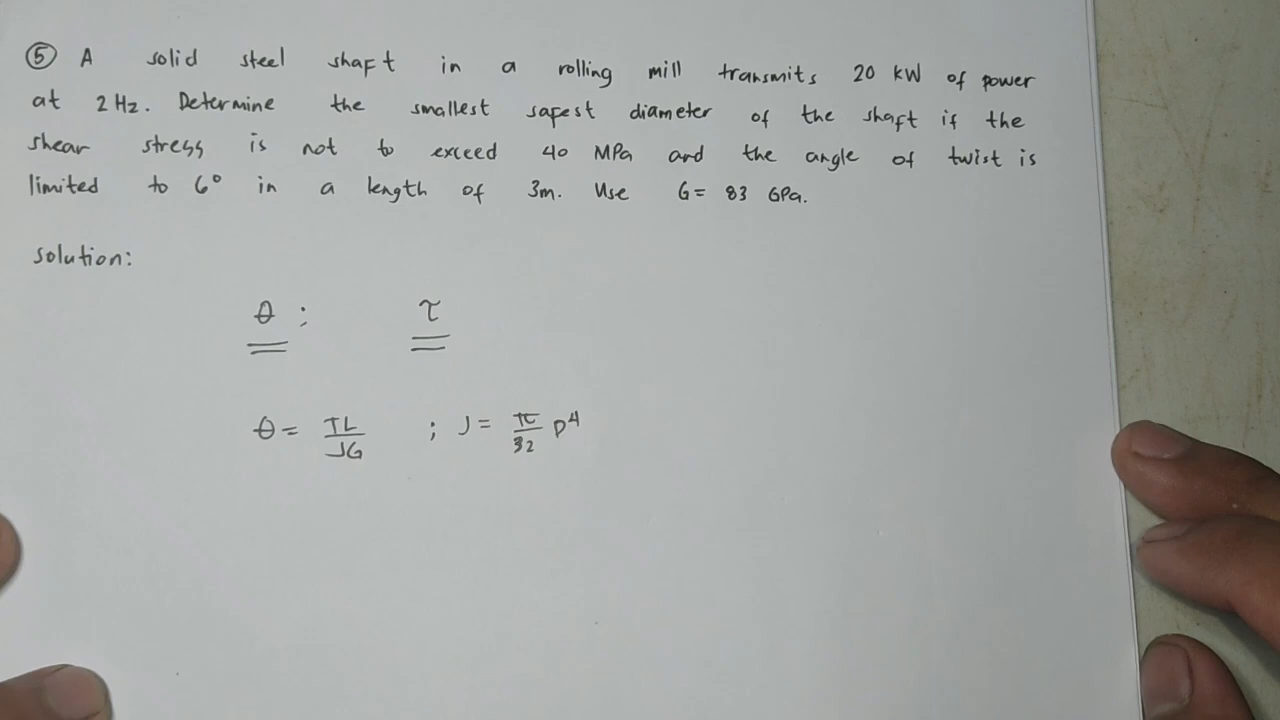 ⑤ A solid steel shaft in a rolling mill transmits 20 kW of power
at 2 Hz. Determine the smallest safest diameter of the shaft if the
shear stress is not to exceed 40 MPa and the angle of twist is
limited to 6° in a length of 3m. Use G= 83 GPa.
solution:
θ ; τ
θ = TL/JG ; J = π/32 D⁴